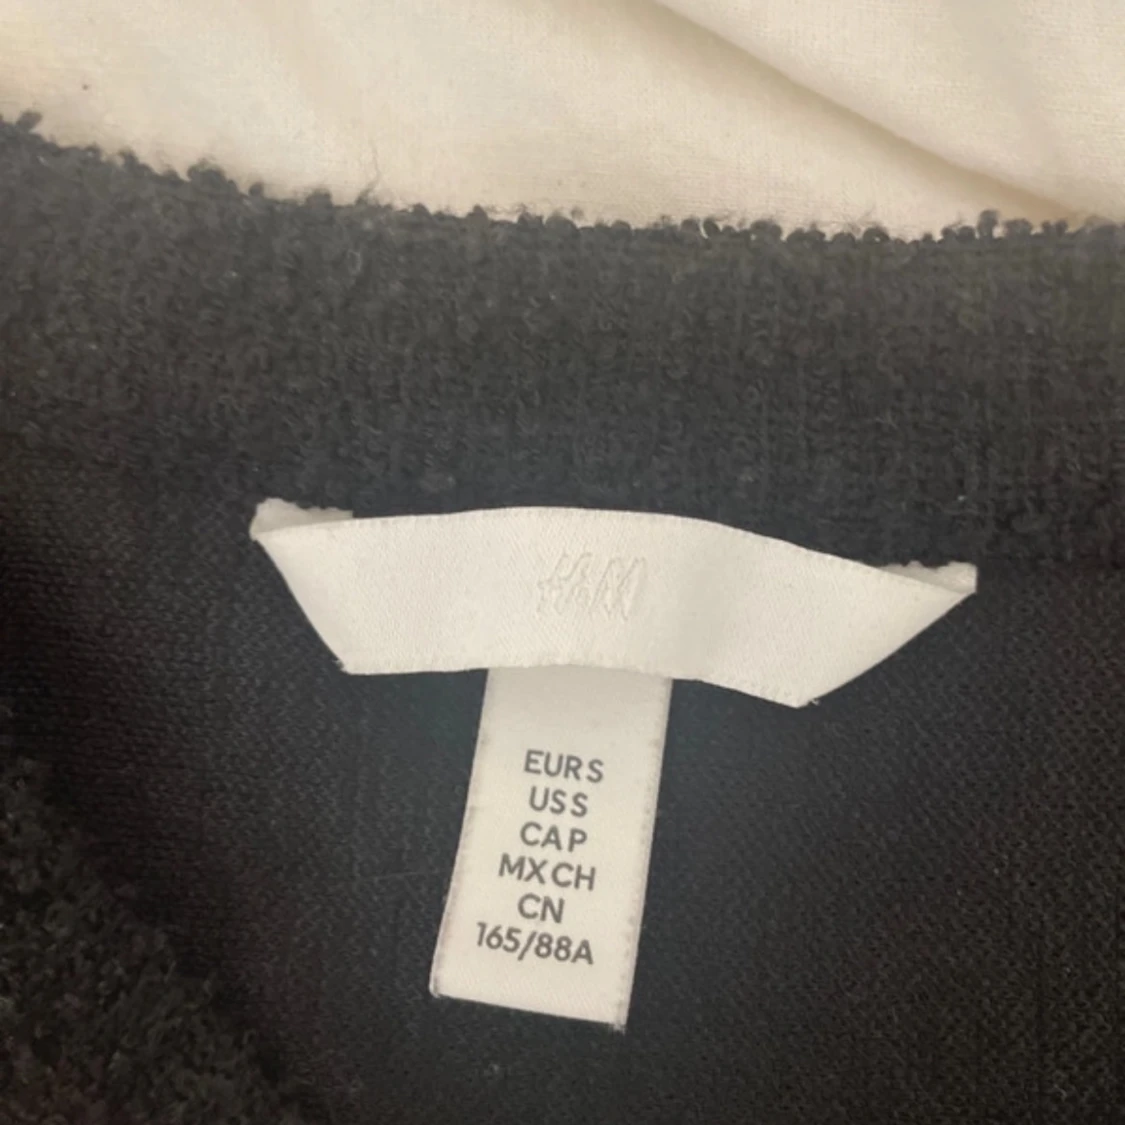 H&M
EUR S
US S
CA P
MX CH
CN
165/88A